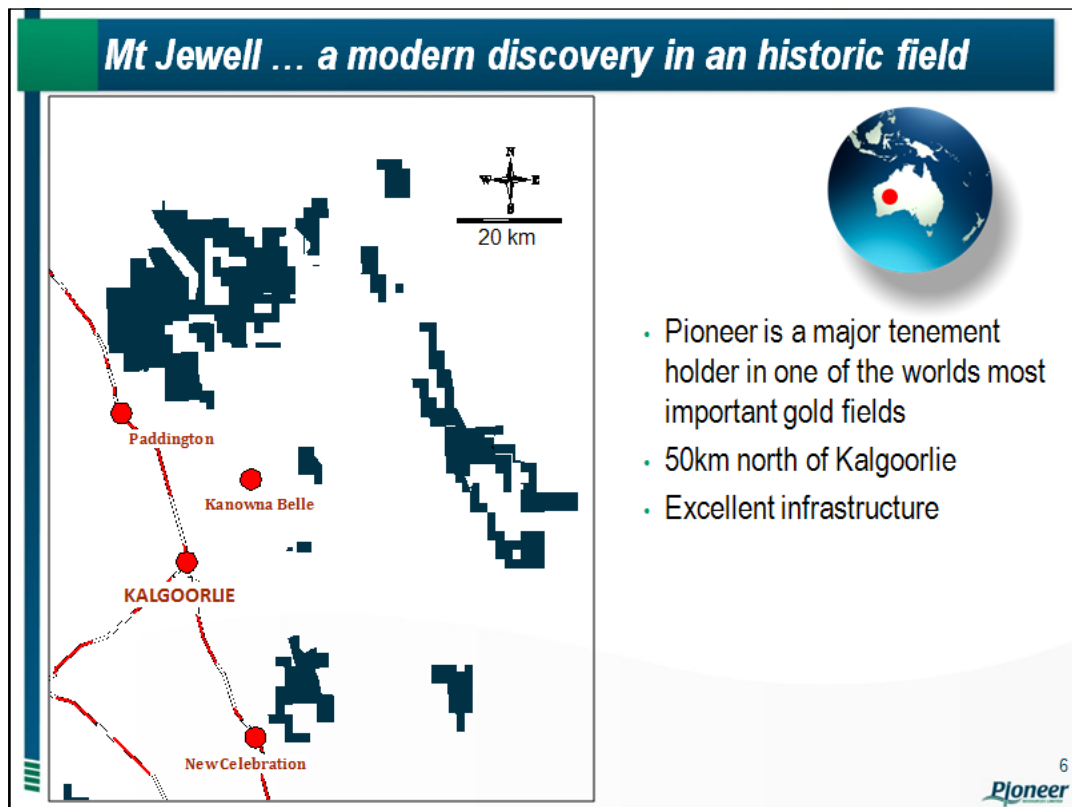 Mt Jewell ... a modern discovery in an historic field
N
W E
S
20 km
Paddington
Kanowna Belle
KALGOORLIE
New Celebration
• Pioneer is a major tenement
holder in one of the worlds most
important gold fields
• 50km north of Kalgoorlie
• Excellent infrastructure
6
Pioneer